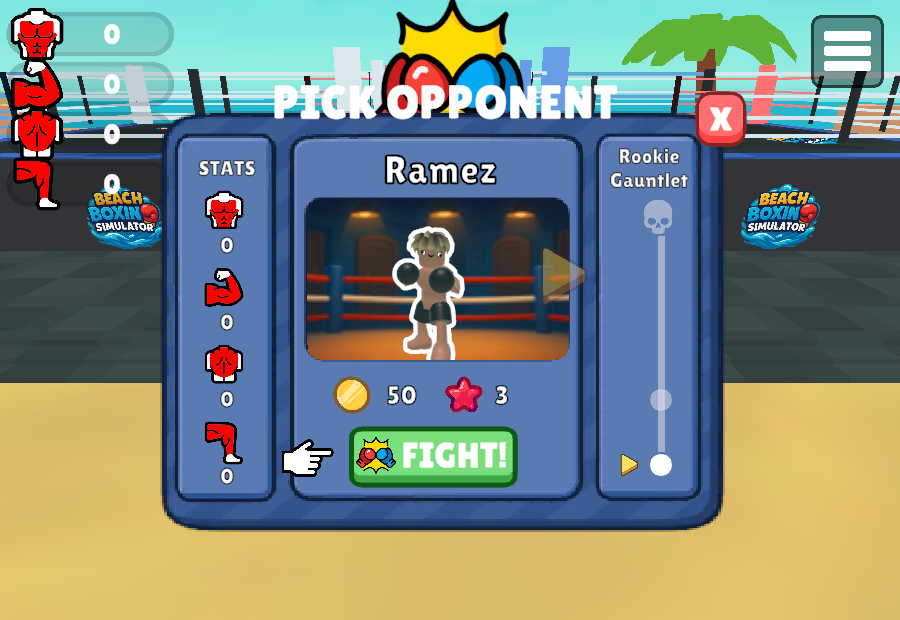 0
0
0
0
PICK OPPONENT
X
STATS
0
0
0
0
Ramez
50
3
FIGHT!
Rookie
Gauntlet
BEACH
BOXING
SIMULATOR
BEACH
BOXING
SIMULATOR